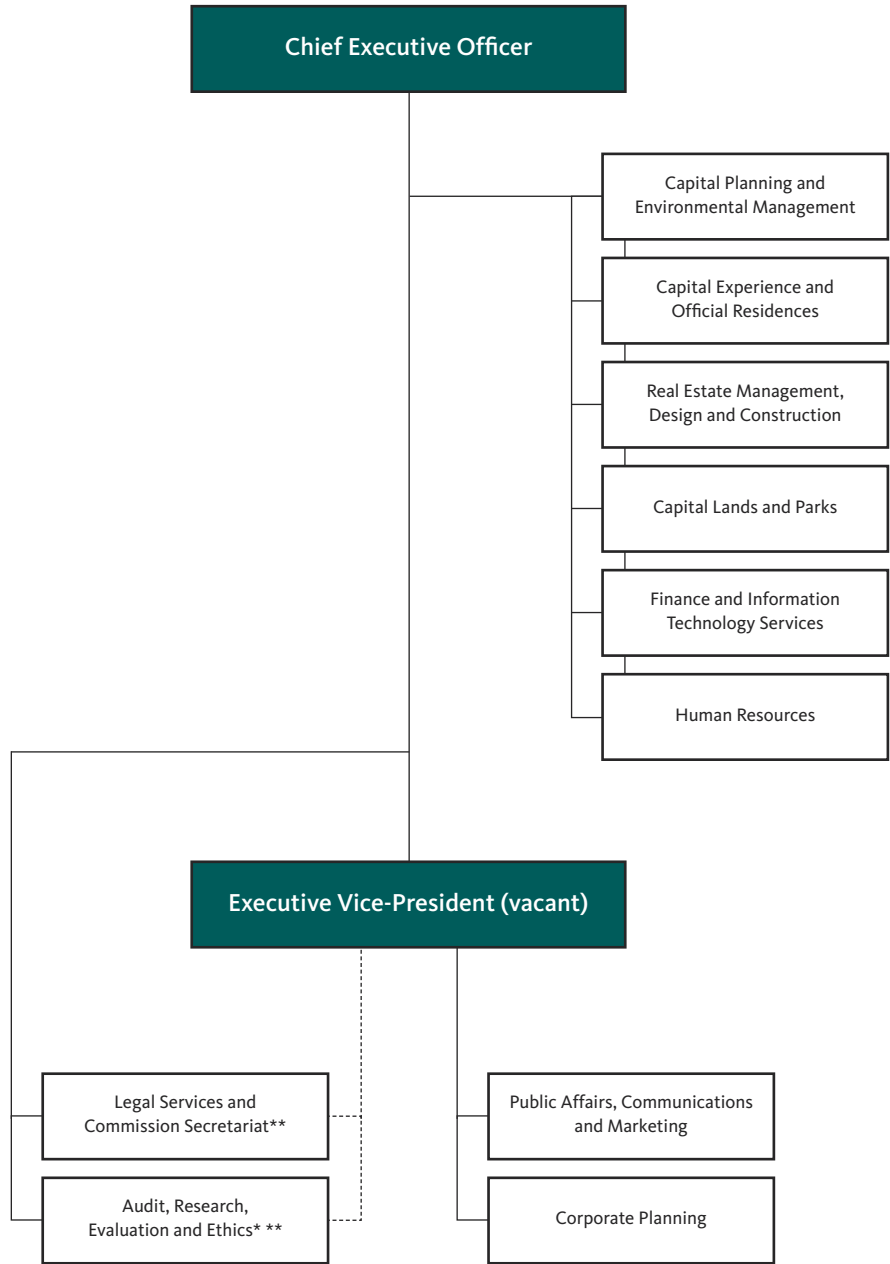 Chief Executive Officer
Capital Planning and
Environmental Management
Capital Experience and
Official Residences
Real Estate Management,
Design and Construction
Capital Lands and Parks
Finance and Information
Technology Services
Human Resources
Executive Vice-President (vacant)
Legal Services and
Commission Secretariat**
Audit, Research,
Evaluation and Ethics* **
Public Affairs, Communications
and Marketing
Corporate Planning